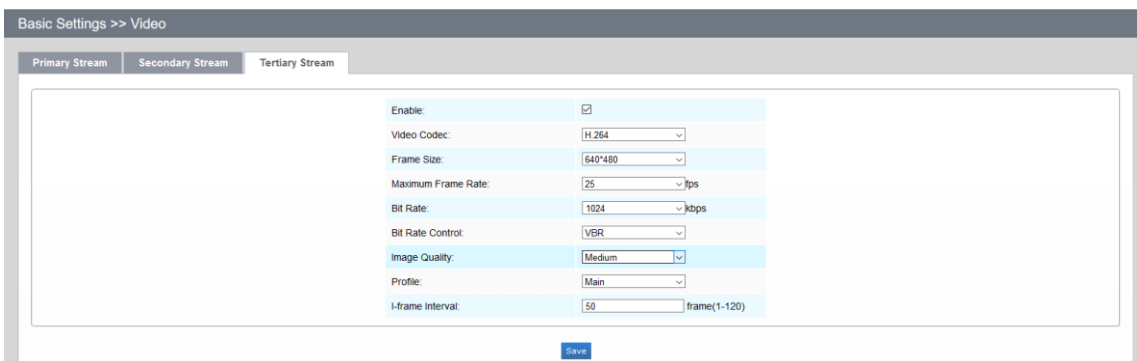 Basic Settings >> Video
Primary Stream Secondary Stream Tertiary Stream
Enable:
Video Codec: H.264
Frame Size: 640*480
Maximum Frame Rate: 25 fps
Bit Rate: 1024 kbps
Bit Rate Control: VBR
Image Quality: Medium
Profile: Main
I-frame Interval: 50 frame(1-120)
Save